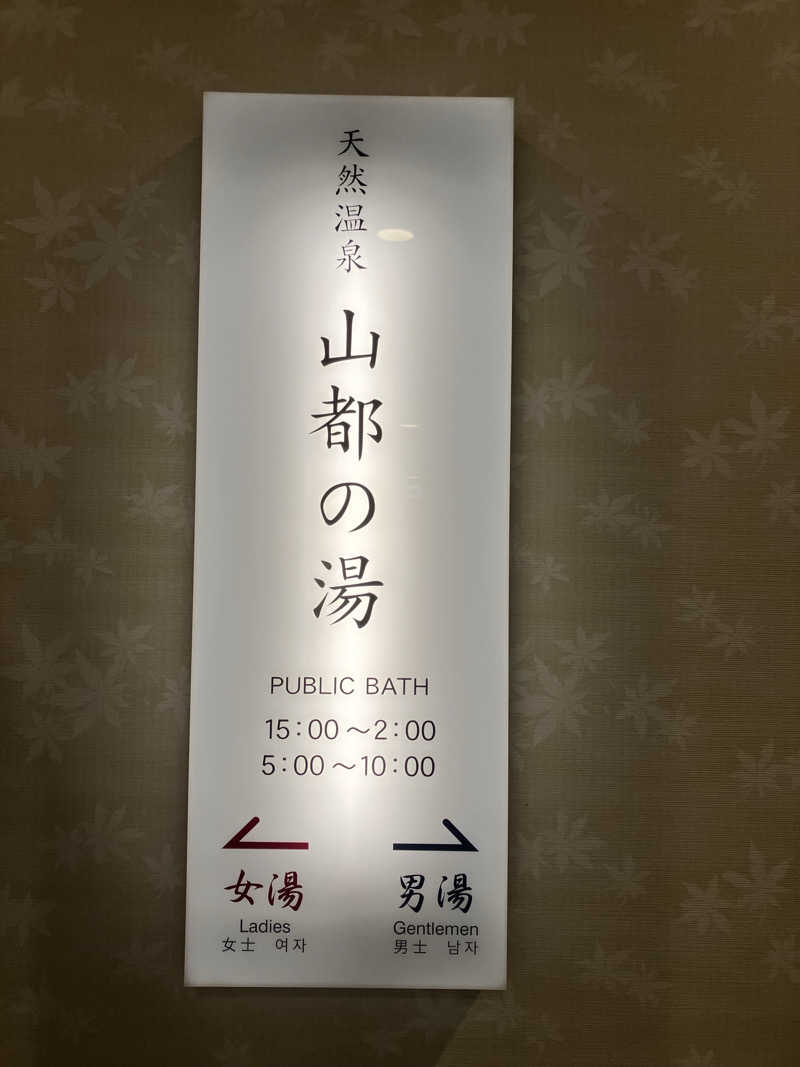 天然温泉
山都の湯
PUBLIC BATH
15:00～2:00
5:00～10:00
女湯
Ladies
女士 여자
男湯
Gentlemen
男士 남자